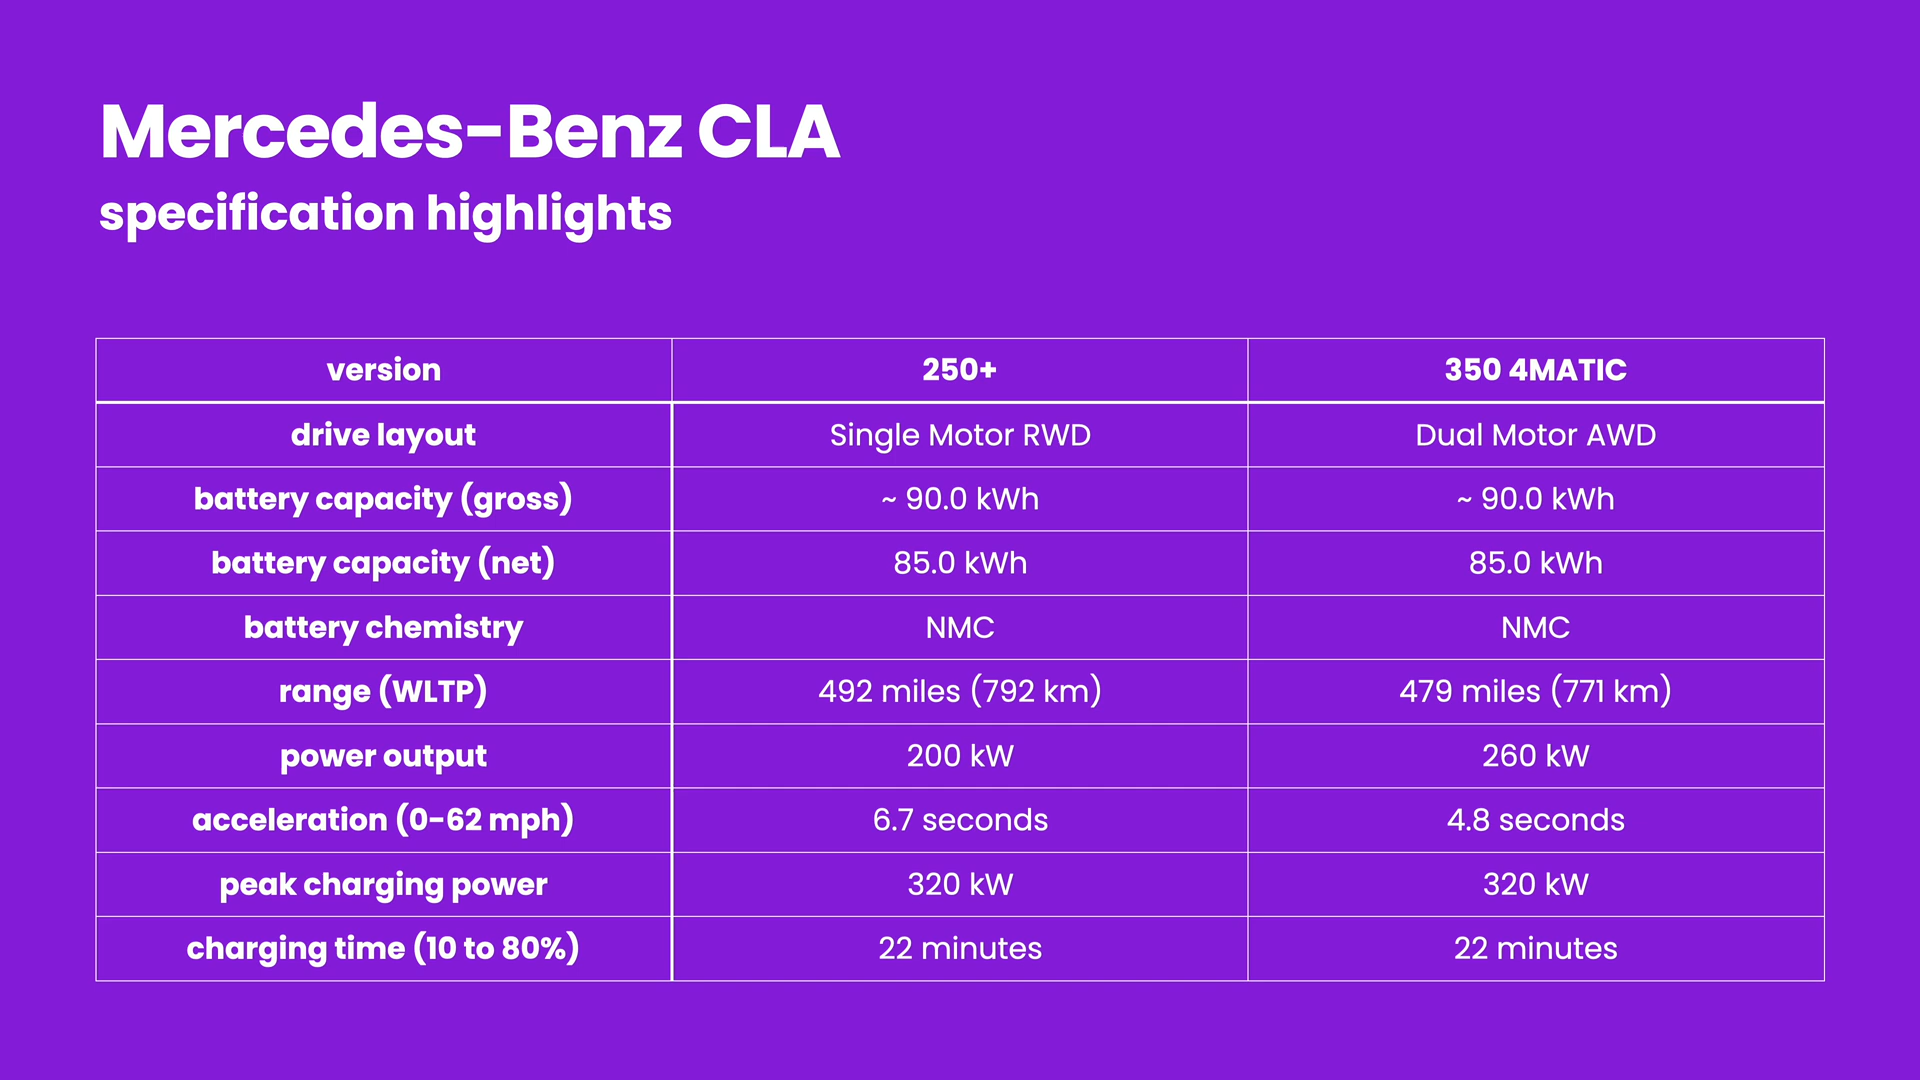 Mercedes-Benz CLA
specification highlights
version 250+ 350 4MATIC
drive layout Single Motor RWD Dual Motor AWD
battery capacity (gross) ~ 90.0 kWh ~ 90.0 kWh
battery capacity (net) 85.0 kWh 85.0 kWh
battery chemistry NMC NMC
range (WLTP) 492 miles (792 km) 479 miles (771 km)
power output 200 kW 260 kW
acceleration (0-62 mph) 6.7 seconds 4.8 seconds
peak charging power 320 kW 320 kW
charging time (10 to 80%) 22 minutes 22 minutes